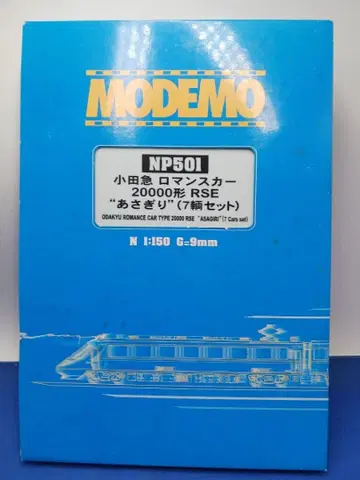 MODEMO
NP501
小田急 ロマンスカー
20000形 RSE
“あさぎり”(7輌セット)
ODAKYU ROMANCE CAR TYPE 20000 RSE “ASAGIRI” (7 Cars set)
N 1:150 G=9mm